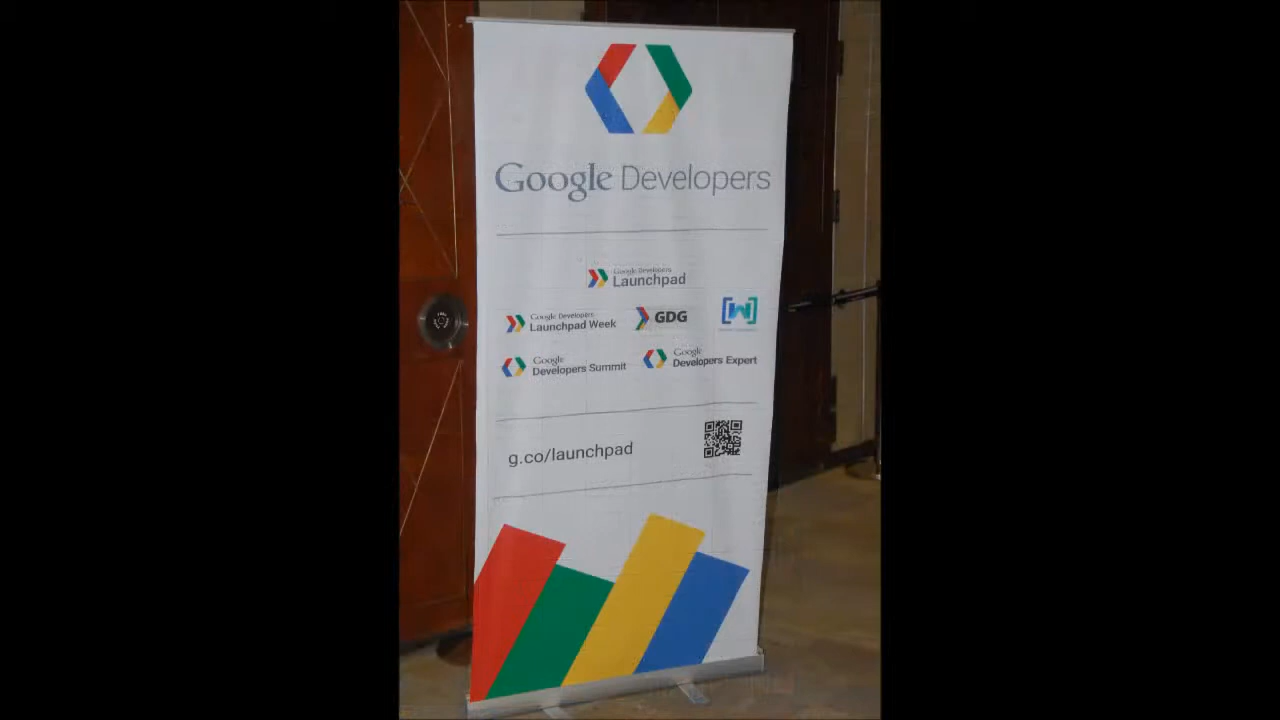 Google Developers
Google Developers
Launchpad
Google Developers
Launchpad Week
GDG
W
Google
Developers Summit
Google
Developers Expert
g.co/launchpad